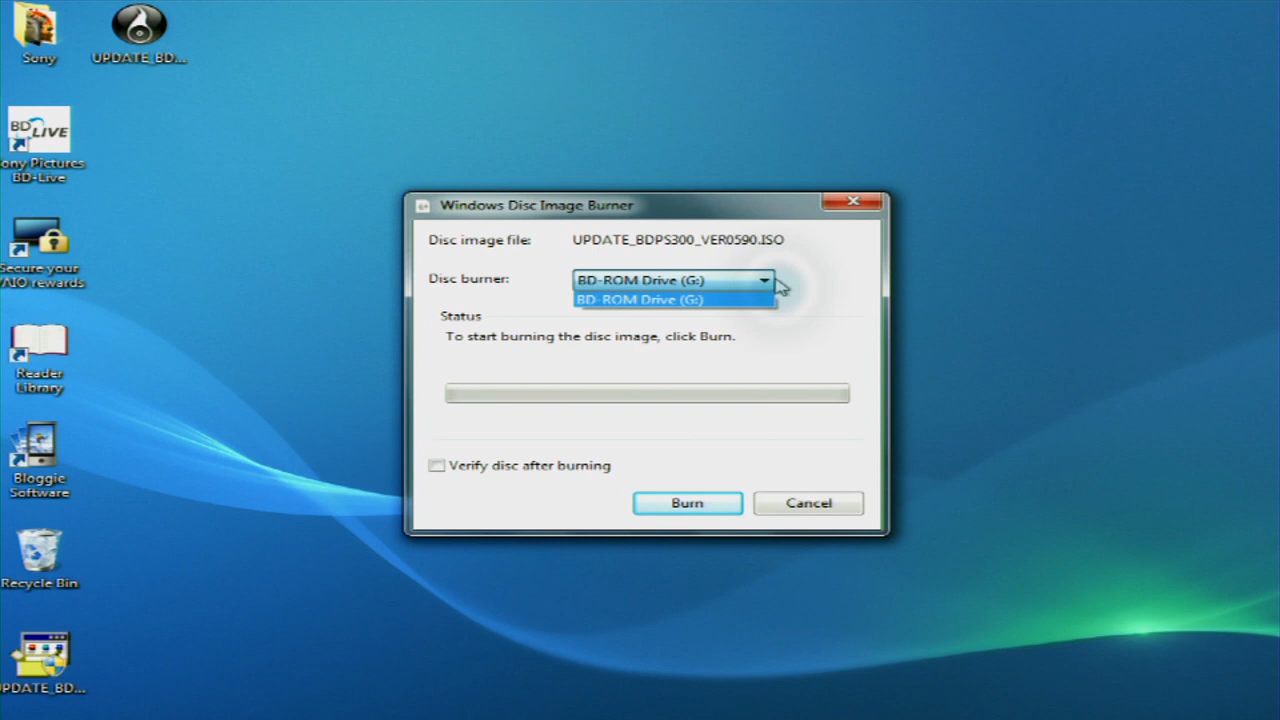 Sony
UPDATE_BD...
BD LIVE
ony Pictures
BD-Live
Secure your
VAIO rewards
Reader
Library
Bloggie
Software
Recycle Bin
UPDATE_BD...
Windows Disc Image Burner
Disc image file: UPDATE_BDPS300_VER0590.ISO
Disc burner: BD-ROM Drive (G:)
BD-ROM Drive (G:)
Status
To start burning the disc image, click Burn.
Verify disc after burning
Burn Cancel